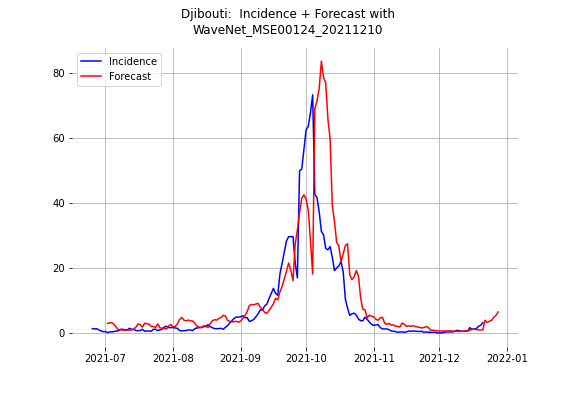 Djibouti:  Incidence + Forecast with
WaveNet_MSE00124_20211210
Incidence
Forecast
80
60
40
20
0
2021-07 2021-08 2021-09 2021-10 2021-11 2021-12 2022-01